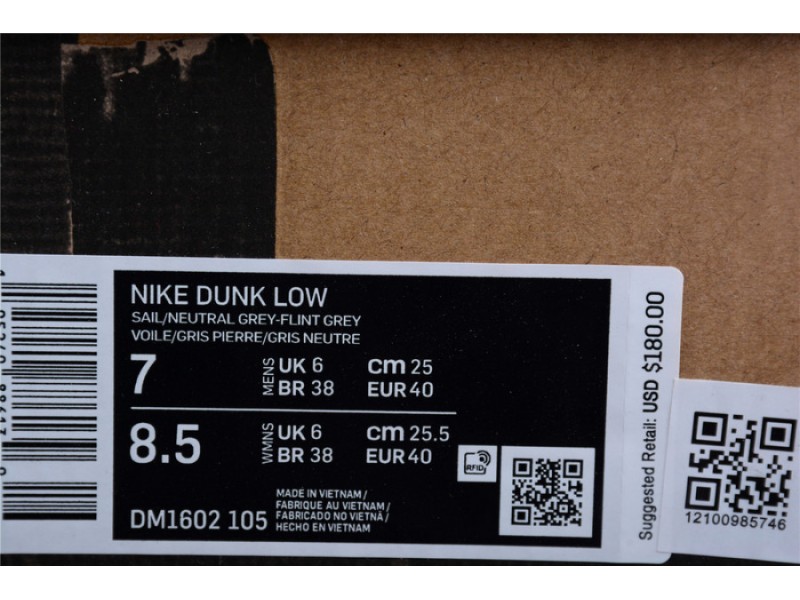 NIKE DUNK LOW
SAIL/NEUTRAL GREY-FLINT GREY
VOILE/GRIS PIERRE/GRIS NEUTRE
7 MENS UK 6 cm 25
BR 38 EUR 40
8.5 WMNS UK 6 cm 25.5
BR 38 EUR 40
RFID
DM1602 105
MADE IN VIETNAM /
FABRIQUE AU VIETNAM /
FABRICADO NO VIETNÃ /
HECHO EN VIETNAM
Suggested Retail: USD $180.00
12100985746